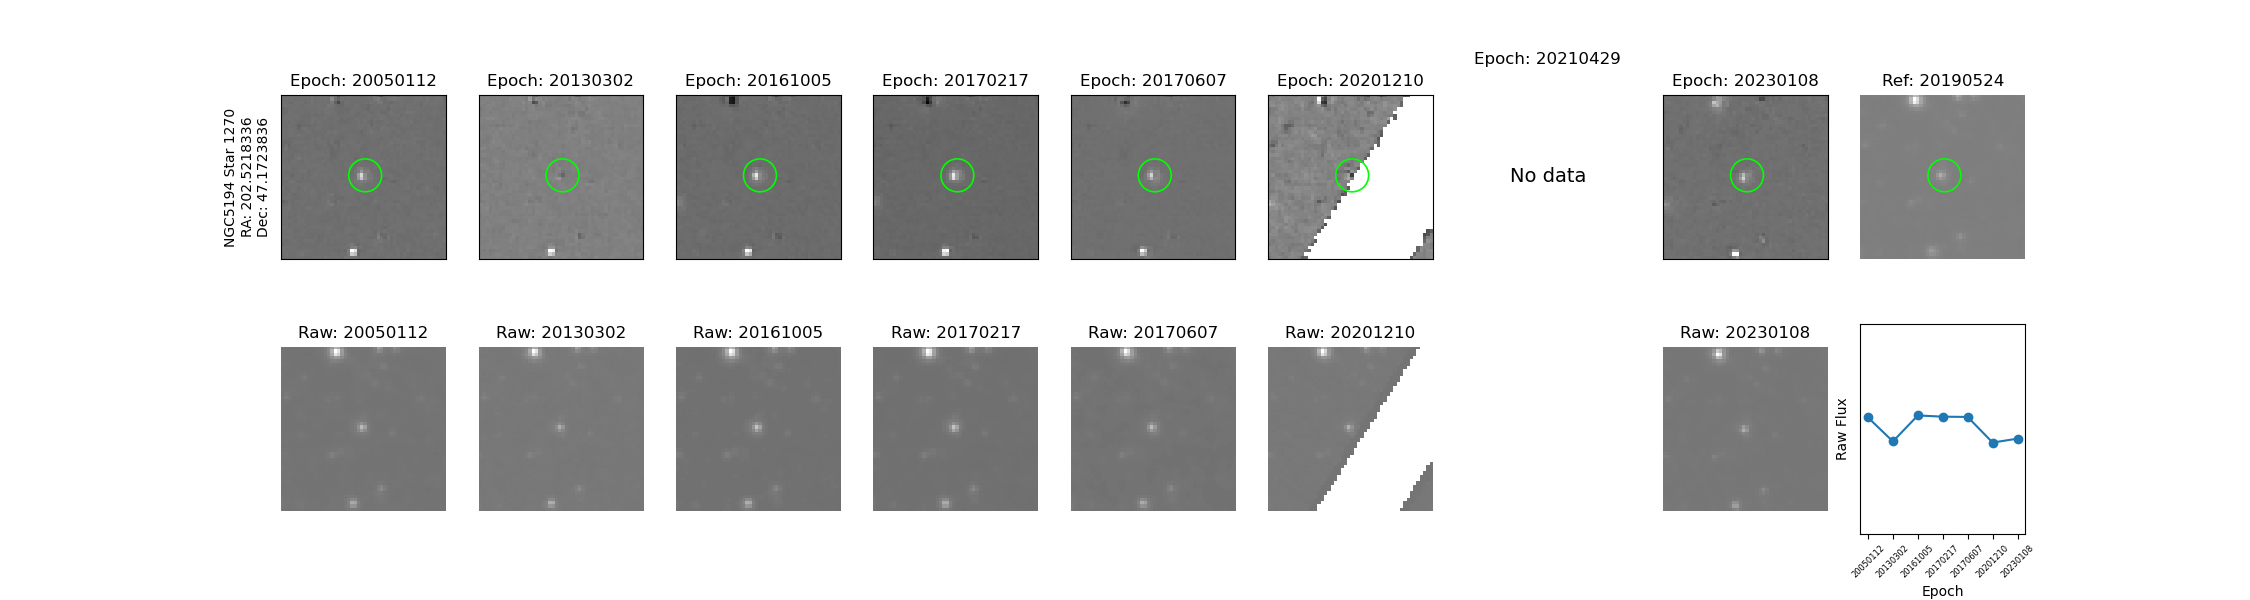 Epoch: 20210429
Epoch: 20050112
Epoch: 20130302
Epoch: 20161005
Epoch: 20170217
Epoch: 20170607
Epoch: 20201210
Epoch: 20230108
Ref: 20190524
NGC5194 Star 1270
RA: 202.5218336
Dec: 47.17238836
No data
Raw: 20050112
Raw: 20130302
Raw: 20161005
Raw: 20170217
Raw: 20170607
Raw: 20201210
Raw: 20230108
Raw Flux
20050112
20130302
20161005
20170217
20170607
20201210
20230108
Epoch